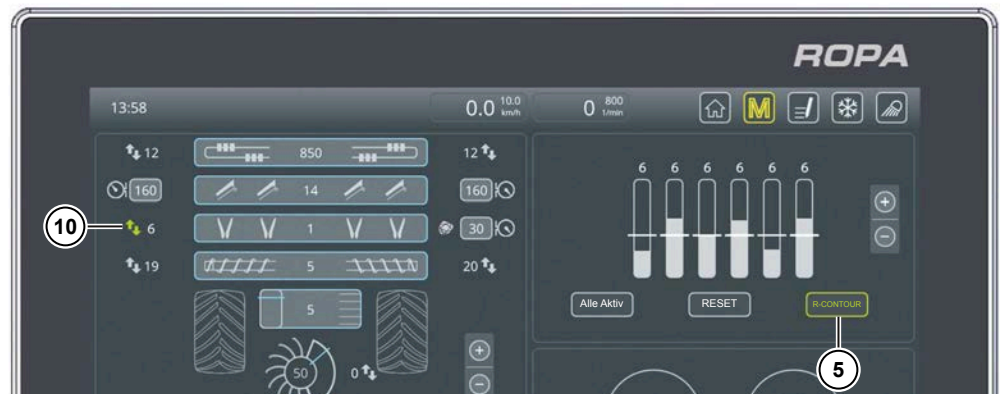 ROPA
13:58
0.0 10.0 km/h
0 800 1/min
M
12 850 12
160 14 160
10
6 1 30
19 5 20
5
50 0
6 6 6 6 6 6
+
−
Alle Aktiv RESET R-CONTOUR
5
+
−